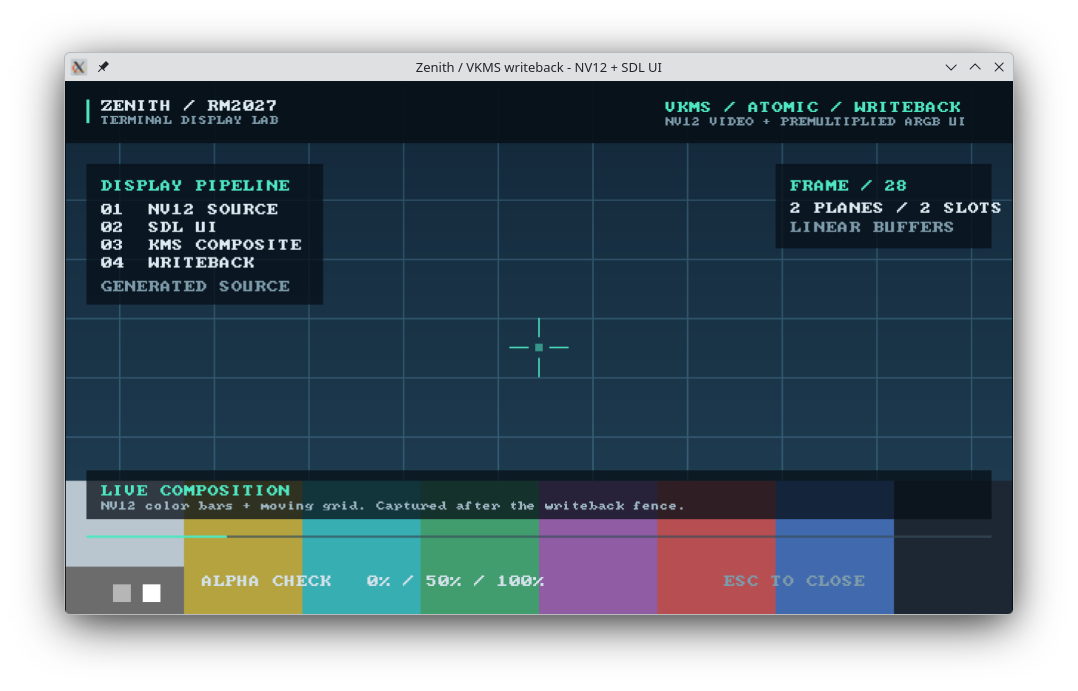 Zenith / VKMS writeback - NV12 + SDL UI
ZENITH / RM2027
TERMINAL DISPLAY LAB
VKMS / ATOMIC / WRITEBACK
NV12 VIDEO + PREMULTIPLIED ARGB UI
DISPLAY PIPELINE
01 NV12 SOURCE
02 SDL UI
03 KMS COMPOSITE
04 WRITEBACK
GENERATED SOURCE
FRAME / 28
2 PLANES / 2 SLOTS
LINEAR BUFFERS
LIVE COMPOSITION
NV12 color bars + moving grid. Captured after the writeback fence.
ALPHA CHECK 0% / 50% / 100%
ESC TO CLOSE